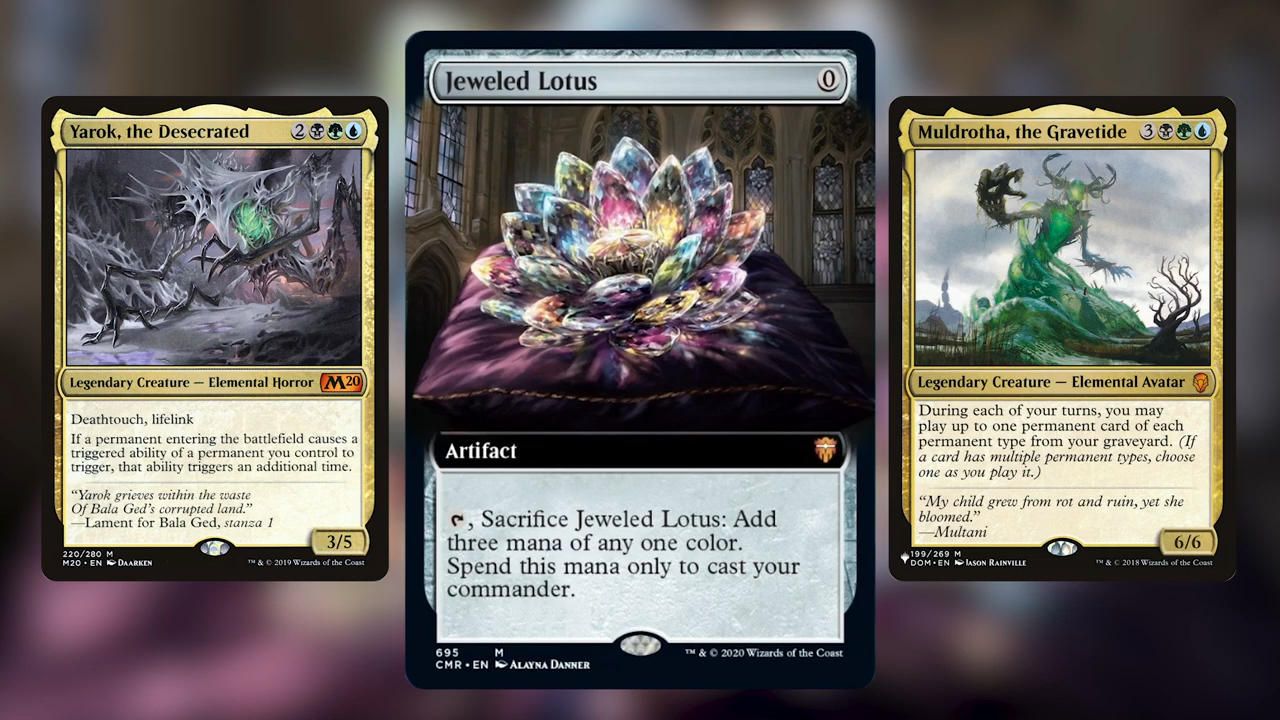 Yarok, the Desecrated 2
M20
Legendary Creature — Elemental Horror
Deathtouch, lifelink
If a permanent entering the battlefield causes a
triggered ability of a permanent you control to
trigger, that ability triggers an additional time.
“Yarok grieves within the waste
Of Bala Ged's corrupted land.”
—Lament for Bala Ged, stanza 1
3/5
220/280 M
M20 • EN DAARKEN
™ & © 2019 Wizards of the Coast
Jeweled Lotus 0
Artifact
, Sacrifice Jeweled Lotus: Add
three mana of any one color.
Spend this mana only to cast your
commander.
695 M
CMR • EN ALAYNA DANNER
™ & © 2020 Wizards of the Coast
Muldrotha, the Gravetide 3
Legendary Creature — Elemental Avatar
During each of your turns, you may
play up to one permanent card of each
permanent type from your graveyard. (If
a card has multiple permanent types, choose
one as you play it.)
“My child grew from rot and ruin, yet she
bloomed.”
—Multani
6/6
199/269 M
DOM • EN JASON RAINVILLE
™ & © 2018 Wizards of the Coast